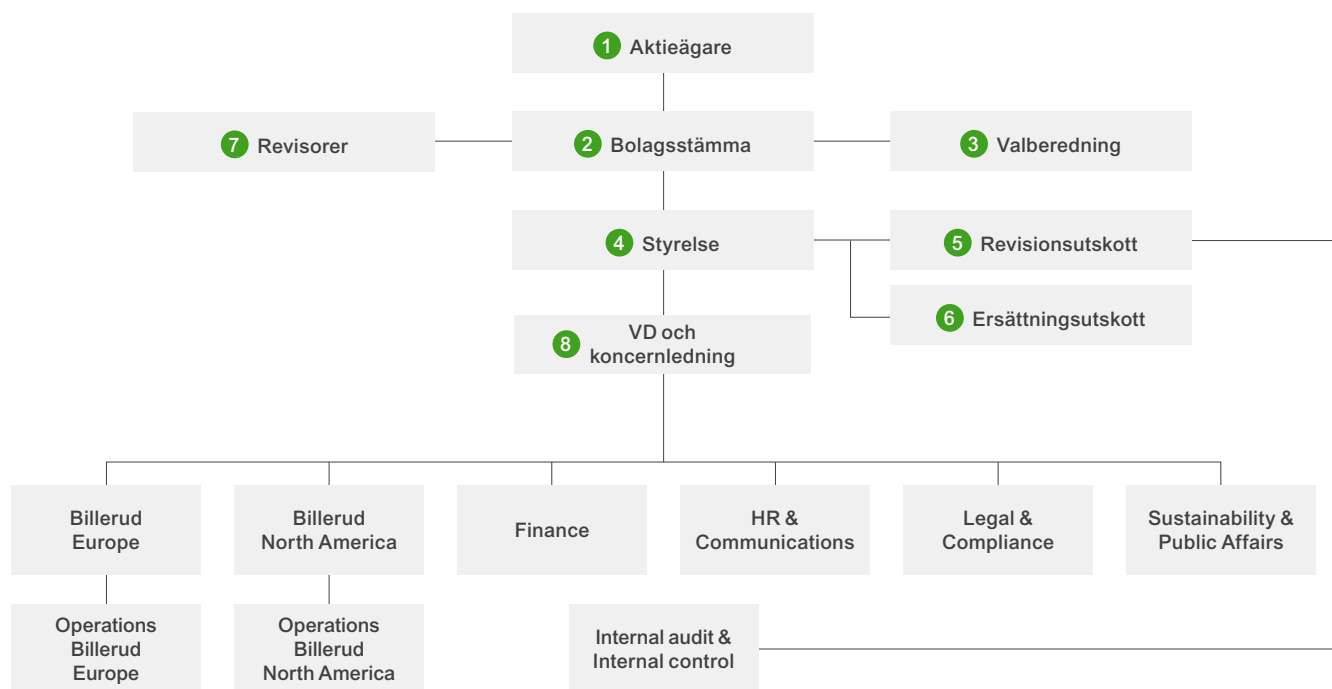 1 Aktieägare
7 Revisorer
2 Bolagsstämma
3 Valberedning
4 Styrelse
5 Revisionsutskott
6 Ersättningsutskott
8 VD och
koncernledning
Billerud
Europe
Billerud
North America
Finance
HR &
Communications
Legal &
Compliance
Sustainability &
Public Affairs
Operations
Billerud
Europe
Operations
Billerud
North America
Internal audit &
Internal control